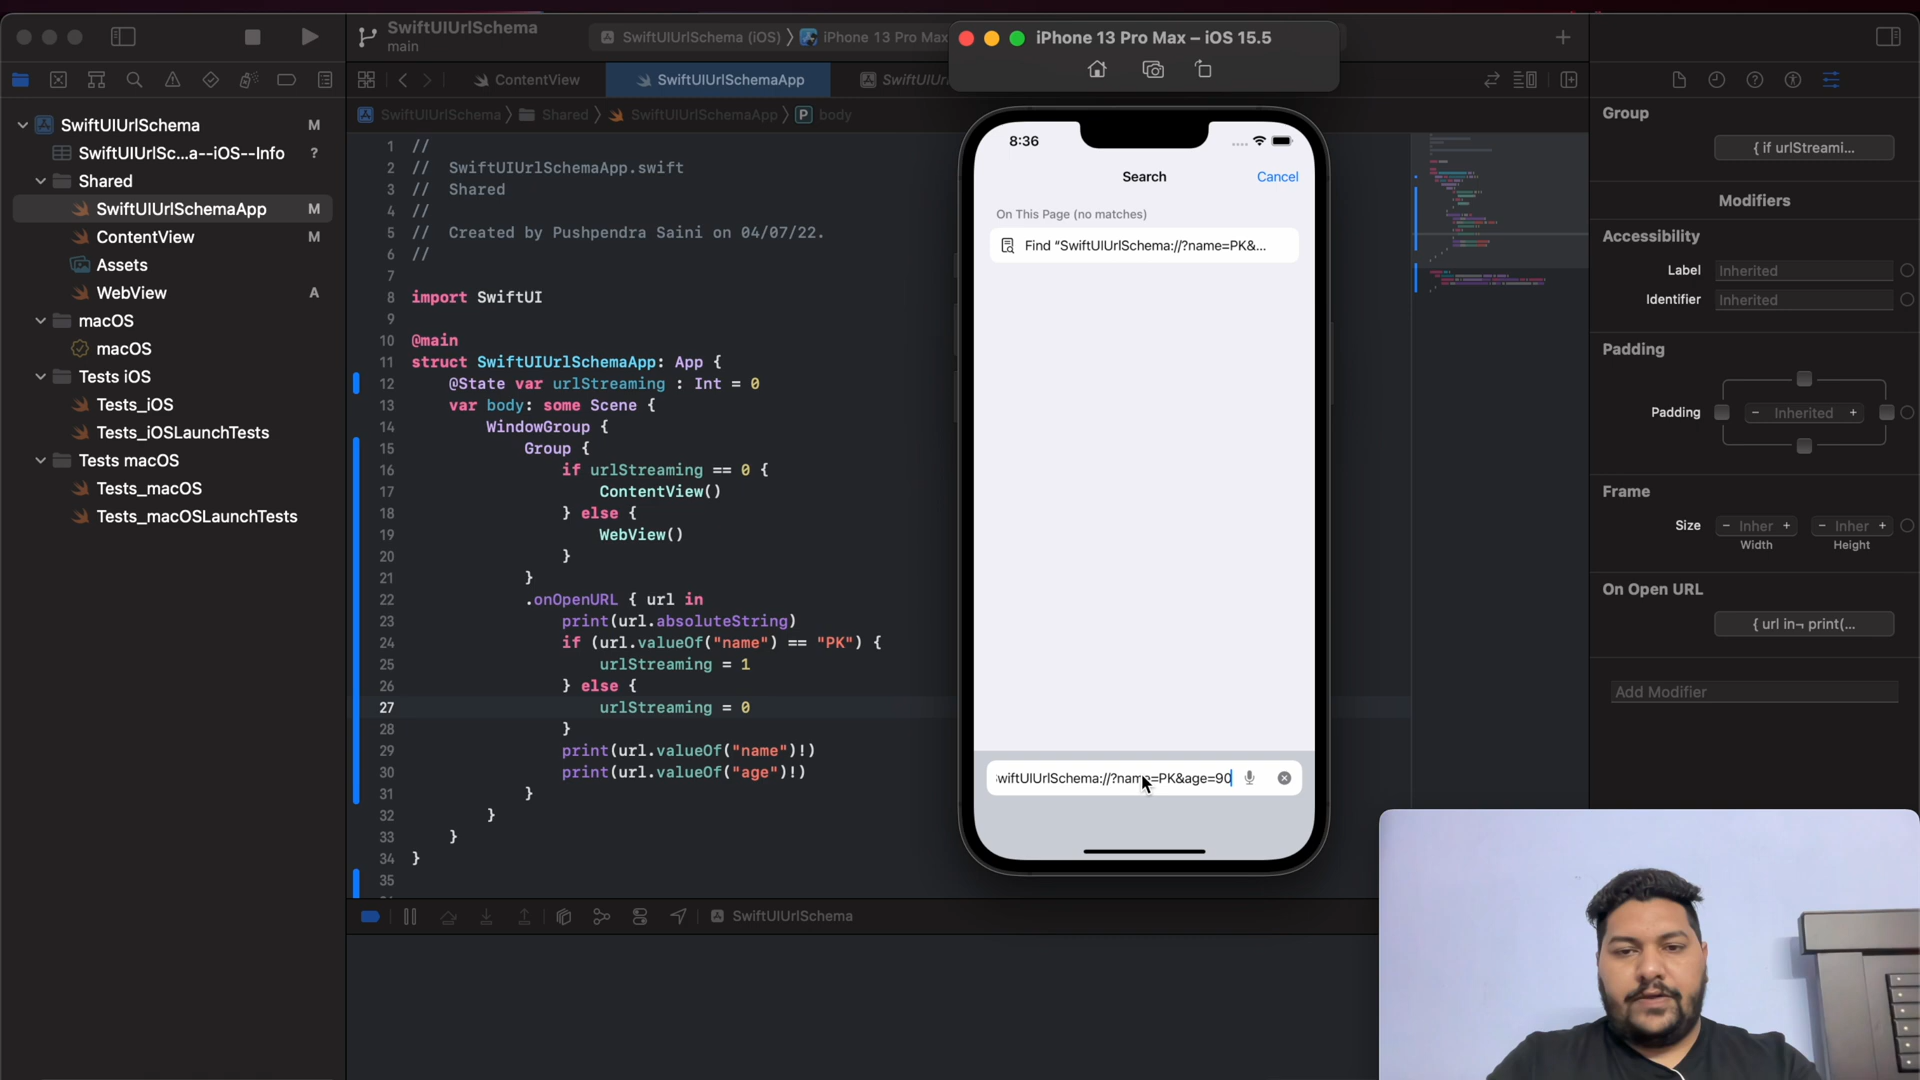 SwiftUIUrlSchema
main
SwiftUIUrlSchema (iOS)
iPhone 13 Pro Max
iPhone 13 Pro Max – iOS 15.5
ContentView
SwiftUIUrlSchemaApp
SwiftUIUrlSchema
Shared
SwiftUIUrlSchemaApp
P
body
SwiftUIUrlSchema
M
SwiftUIUrlSc...a--iOS--Info
?
Shared
SwiftUIUrlSchemaApp
M
ContentView
M
Assets
WebView
A
macOS
macOS
Tests iOS
Tests_iOS
Tests_iOSLaunchTests
Tests macOS
Tests_macOS
Tests_macOSLaunchTests
1 //
2 // SwiftUIUrlSchemaApp.swift
3 // Shared
4 //
5 // Created by Pushpendra Saini on 04/07/22.
6 //
7
8 import SwiftUI
9
10 @main
11 struct SwiftUIUrlSchemaApp: App {
12 @State var urlStreaming : Int = 0
13 var body: some Scene {
14 WindowGroup {
15 Group {
16 if urlStreaming == 0 {
17 ContentView()
18 } else {
19 WebView()
20 }
21 }
22 .onOpenURL { url in
23 print(url.absoluteString)
24 if (url.valueOf("name") == "PK") {
25 urlStreaming = 1
26 } else {
27 urlStreaming = 0
28 }
29 print(url.valueOf("name")!)
30 print(url.valueOf("age")!)
31 }
32 }
33 }
34 }
35
SwiftUIUrlSchema
8:36
Search
Cancel
On This Page (no matches)
Find “SwiftUIUrlSchema://?name=PK&...
wiftUIUrlSchema://?name=PK&age=90
Group
{ if urlStreami...
Modifiers
Accessibility
Label
Inherited
Identifier
Inherited
Padding
Padding
− Inherited +
Frame
Size
− Inher +
− Inher +
Width
Height
On Open URL
{ url in¬ print(...
Add Modifier